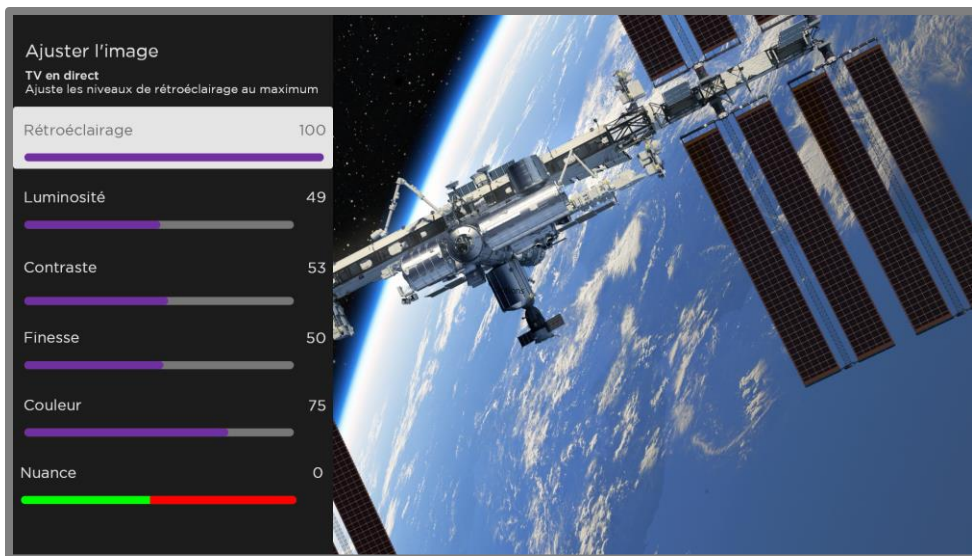 Ajuster l'image
TV en direct
Ajuste les niveaux de rétroéclairage au maximum
Rétroéclairage 100
Luminosité 49
Contraste 53
Finesse 50
Couleur 75
Nuance 0